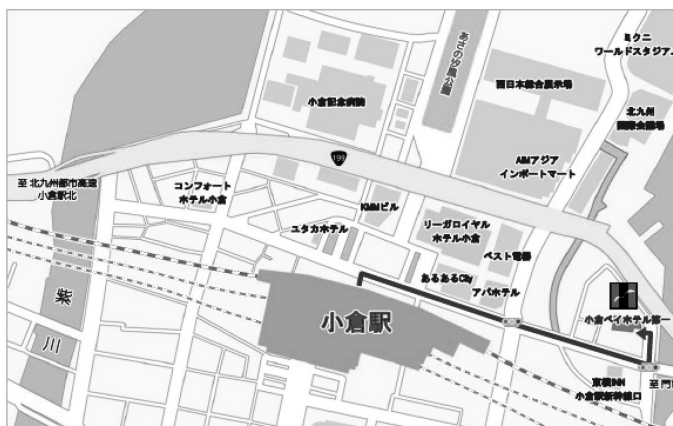 ミクニ
ワールドスタジア
あさの汐風公園
西日本総合展示場
小倉記念病院
北九州
国際会議場
199
AIMアジア
インポートマート
至 北九州都市高速
小倉駅北
コンフォート
ホテル小倉
KMMビル
ユタカホテル
リーガロイヤル
ホテル小倉
ベスト電器
あるあるCity
アパホテル
紫
川
小倉駅
小倉ベイホテル第一
東横INN
小倉駅新幹線口
至 門